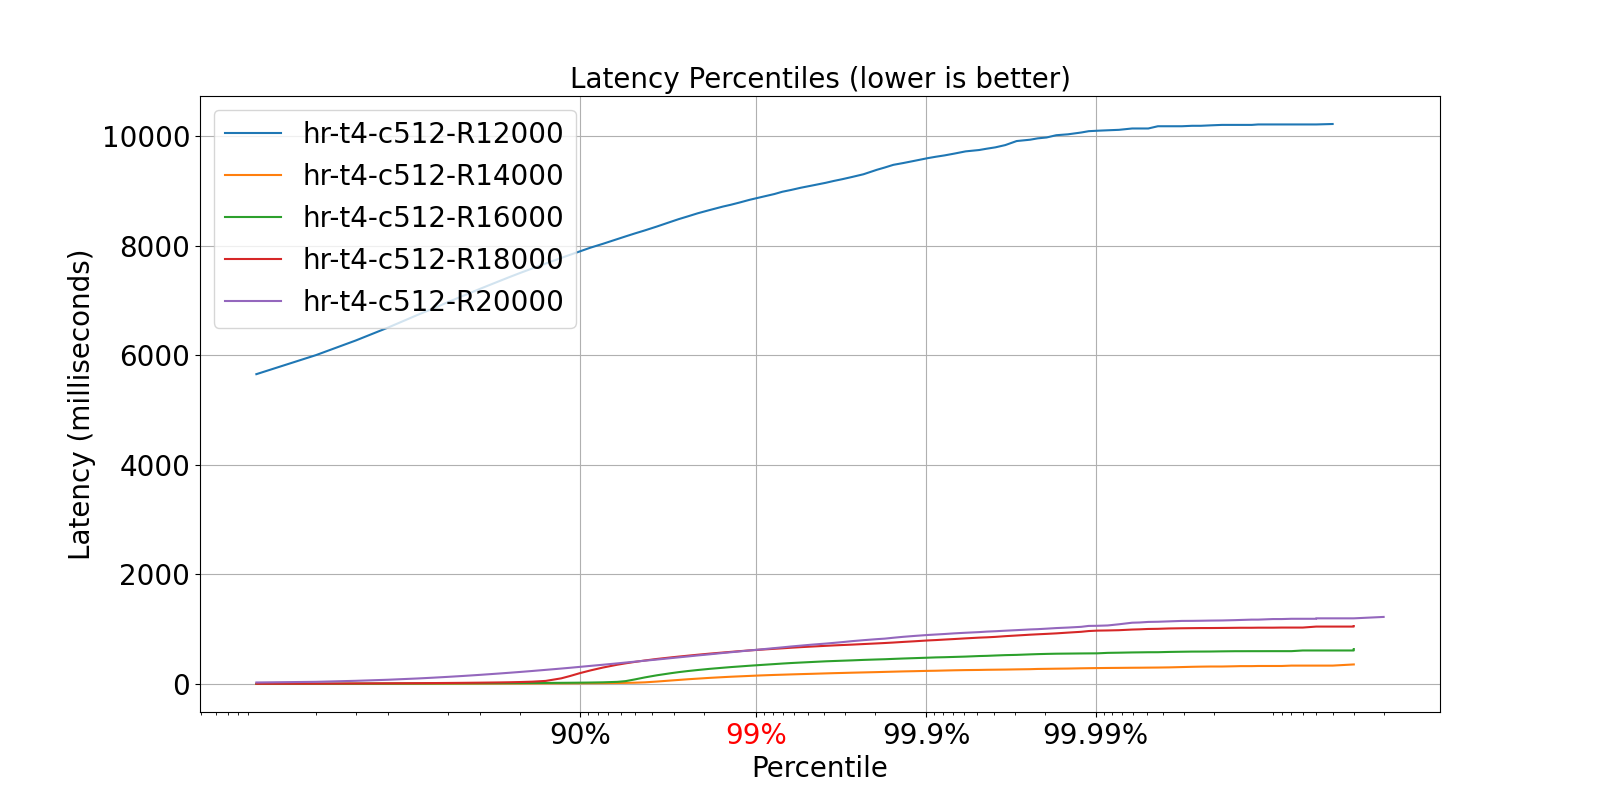 Latency Percentiles (lower is better)
hr-t4-c512-R12000
hr-t4-c512-R14000
hr-t4-c512-R16000
hr-t4-c512-R18000
hr-t4-c512-R20000
10000
8000
6000
4000
2000
0
Latency (milliseconds)
90% 99% 99.9% 99.99%
Percentile